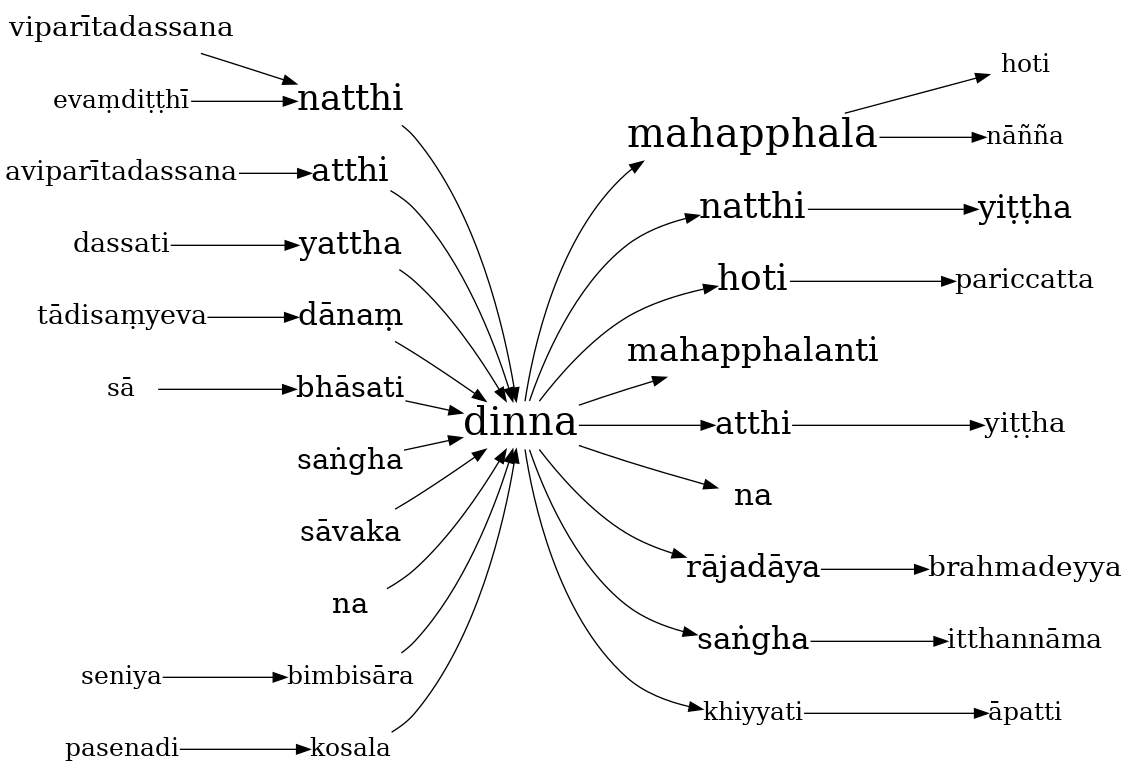 viparītadassana
hoti
evaṃdiṭṭhī
natthi
mahapphala
nāñña
aviparītadassana
atthi
natthi
yiṭṭha
dassati
yattha
hoti
pariccatta
tādisaṃyeva
dānaṃ
mahapphalanti
sā
bhāsati
dinna
atthi
yiṭṭha
saṅgha
na
sāvaka
rājadāya
brahmadeyya
na
saṅgha
itthannāma
seniya
bimbisāra
khiyyati
āpatti
pasenadi
kosala